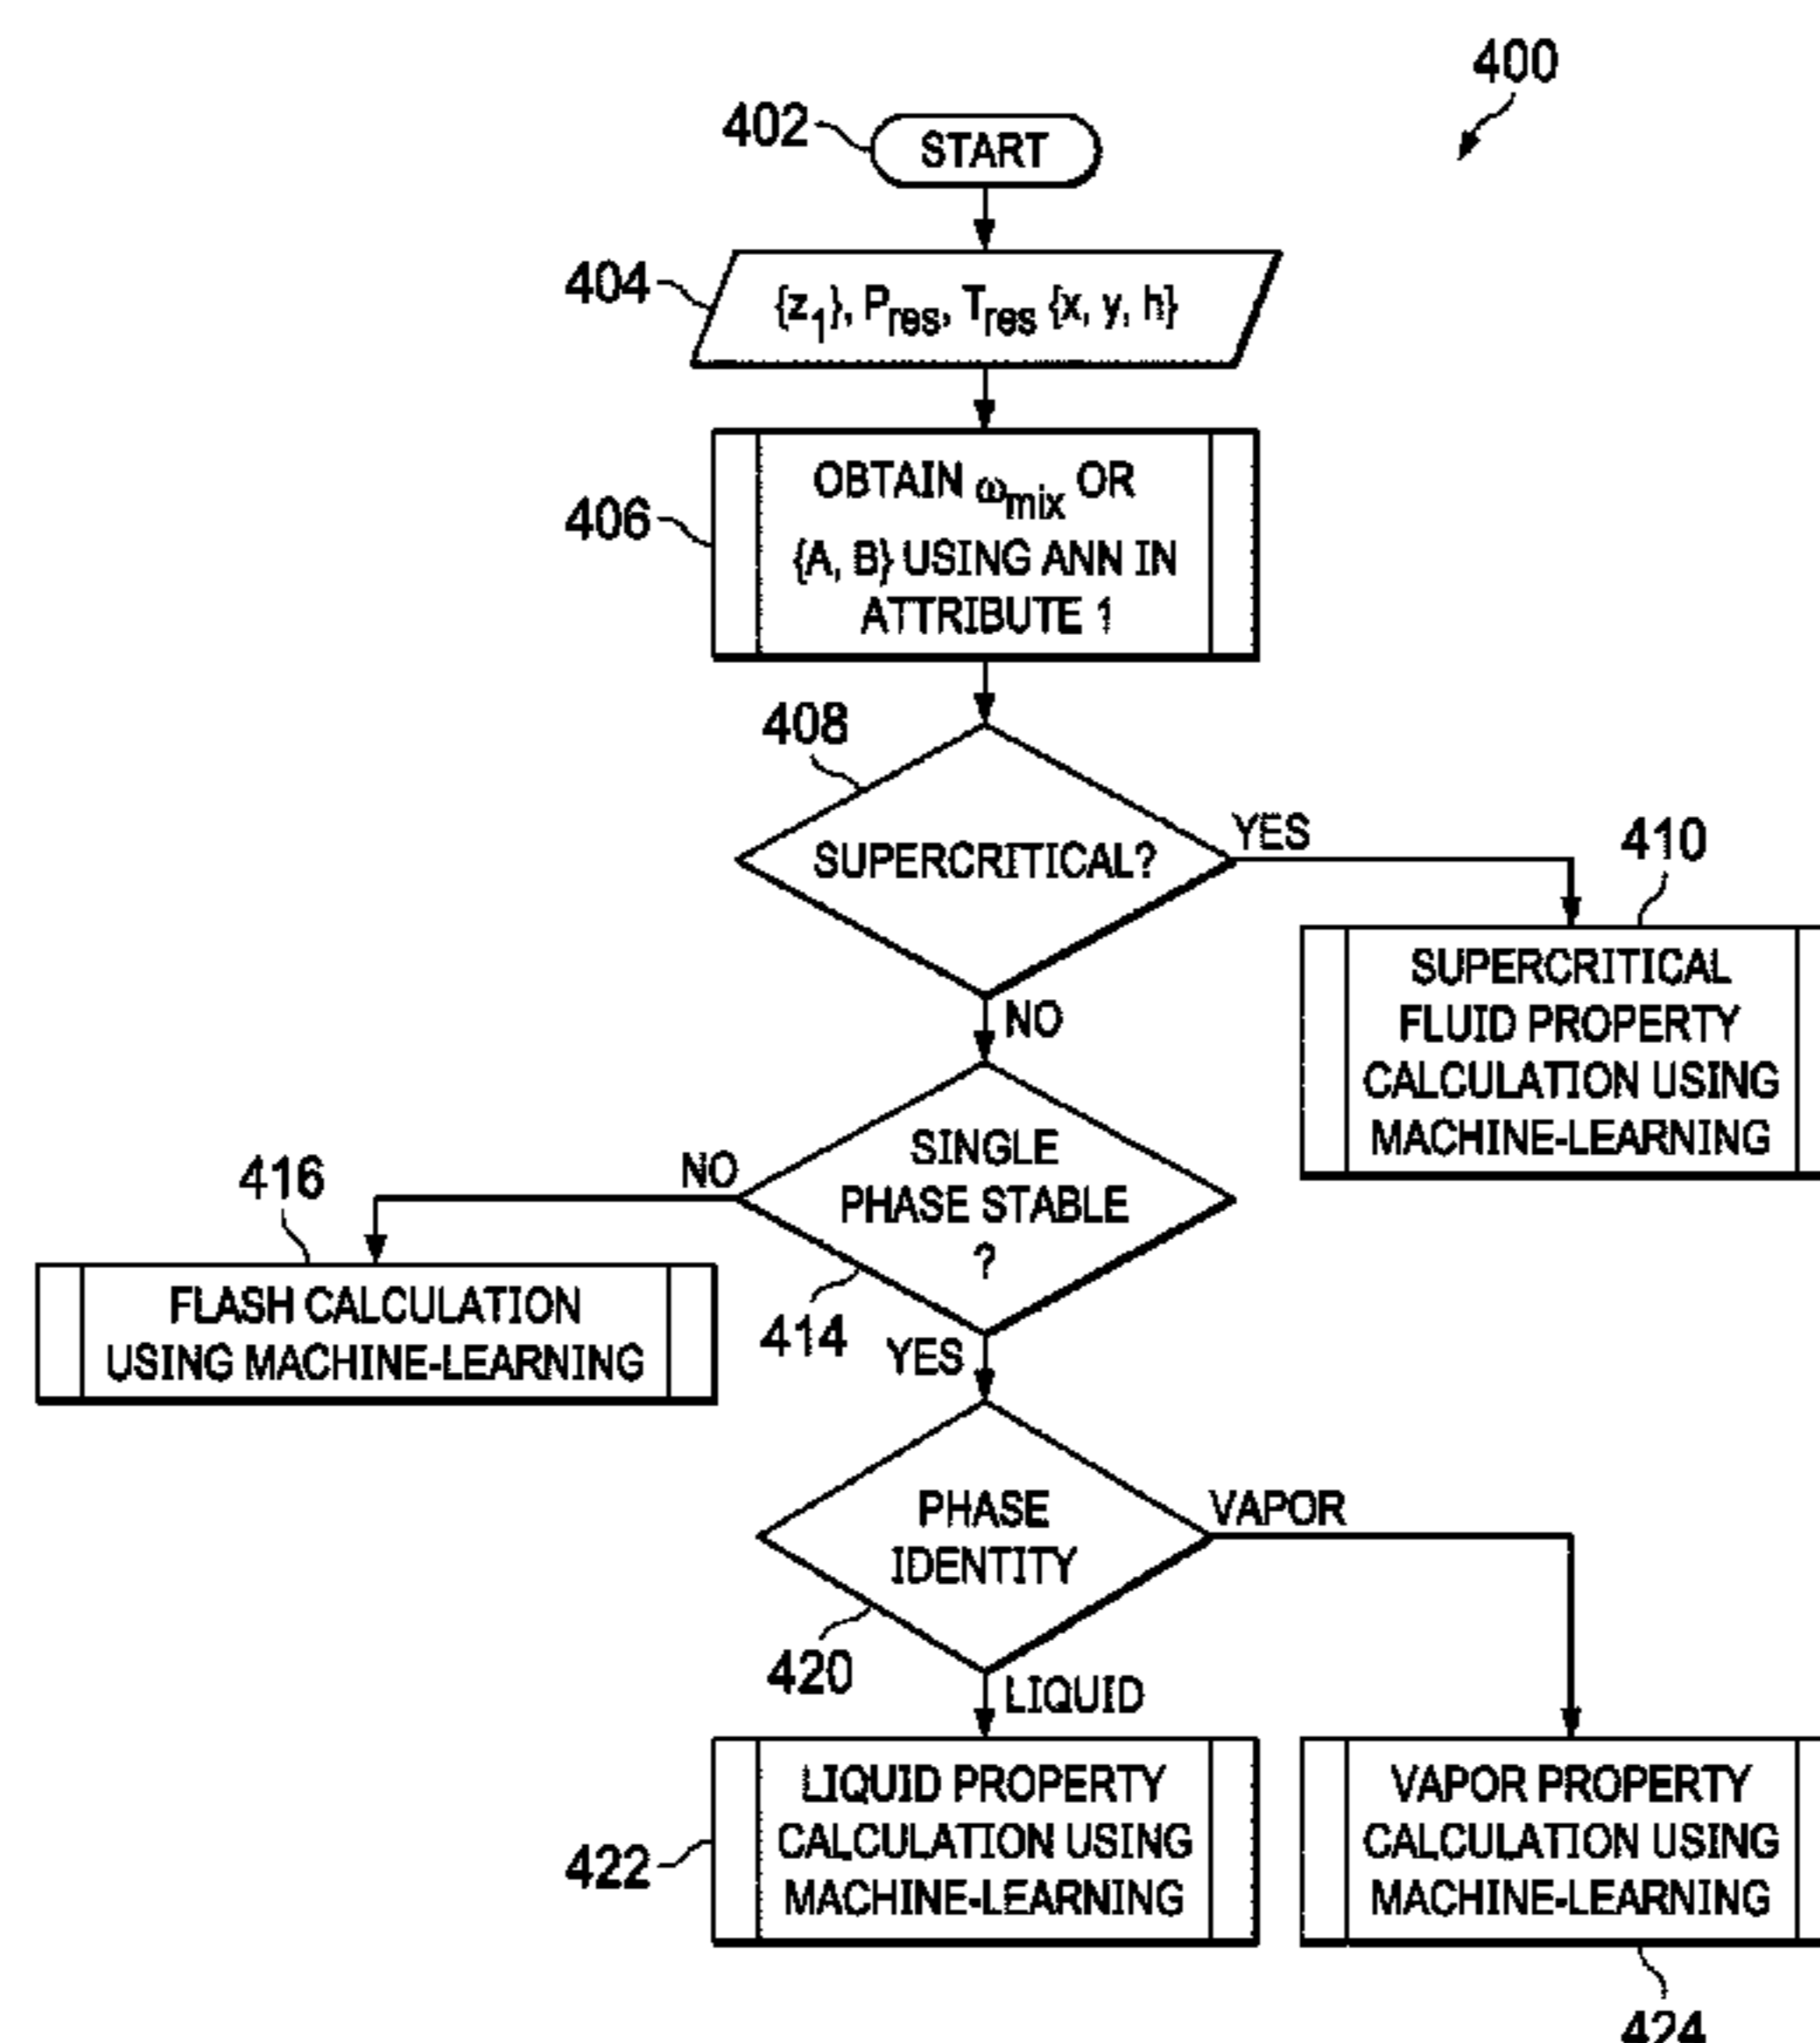 400
402
START
404
{z1}, Pres, Tres {x, y, h}
406
OBTAIN ωmix OR
{A, B} USING ANN IN
ATTRIBUTE 1
408
SUPERCRITICAL?
YES
410
SUPERCRITICAL
FLUID PROPERTY
CALCULATION USING
MACHINE-LEARNING
NO
SINGLE
PHASE STABLE
?
414
NO
416
FLASH CALCULATION
USING MACHINE-LEARNING
YES
PHASE
IDENTITY
420
VAPOR
LIQUID
422
LIQUID PROPERTY
CALCULATION USING
MACHINE-LEARNING
VAPOR PROPERTY
CALCULATION USING
MACHINE-LEARNING
424